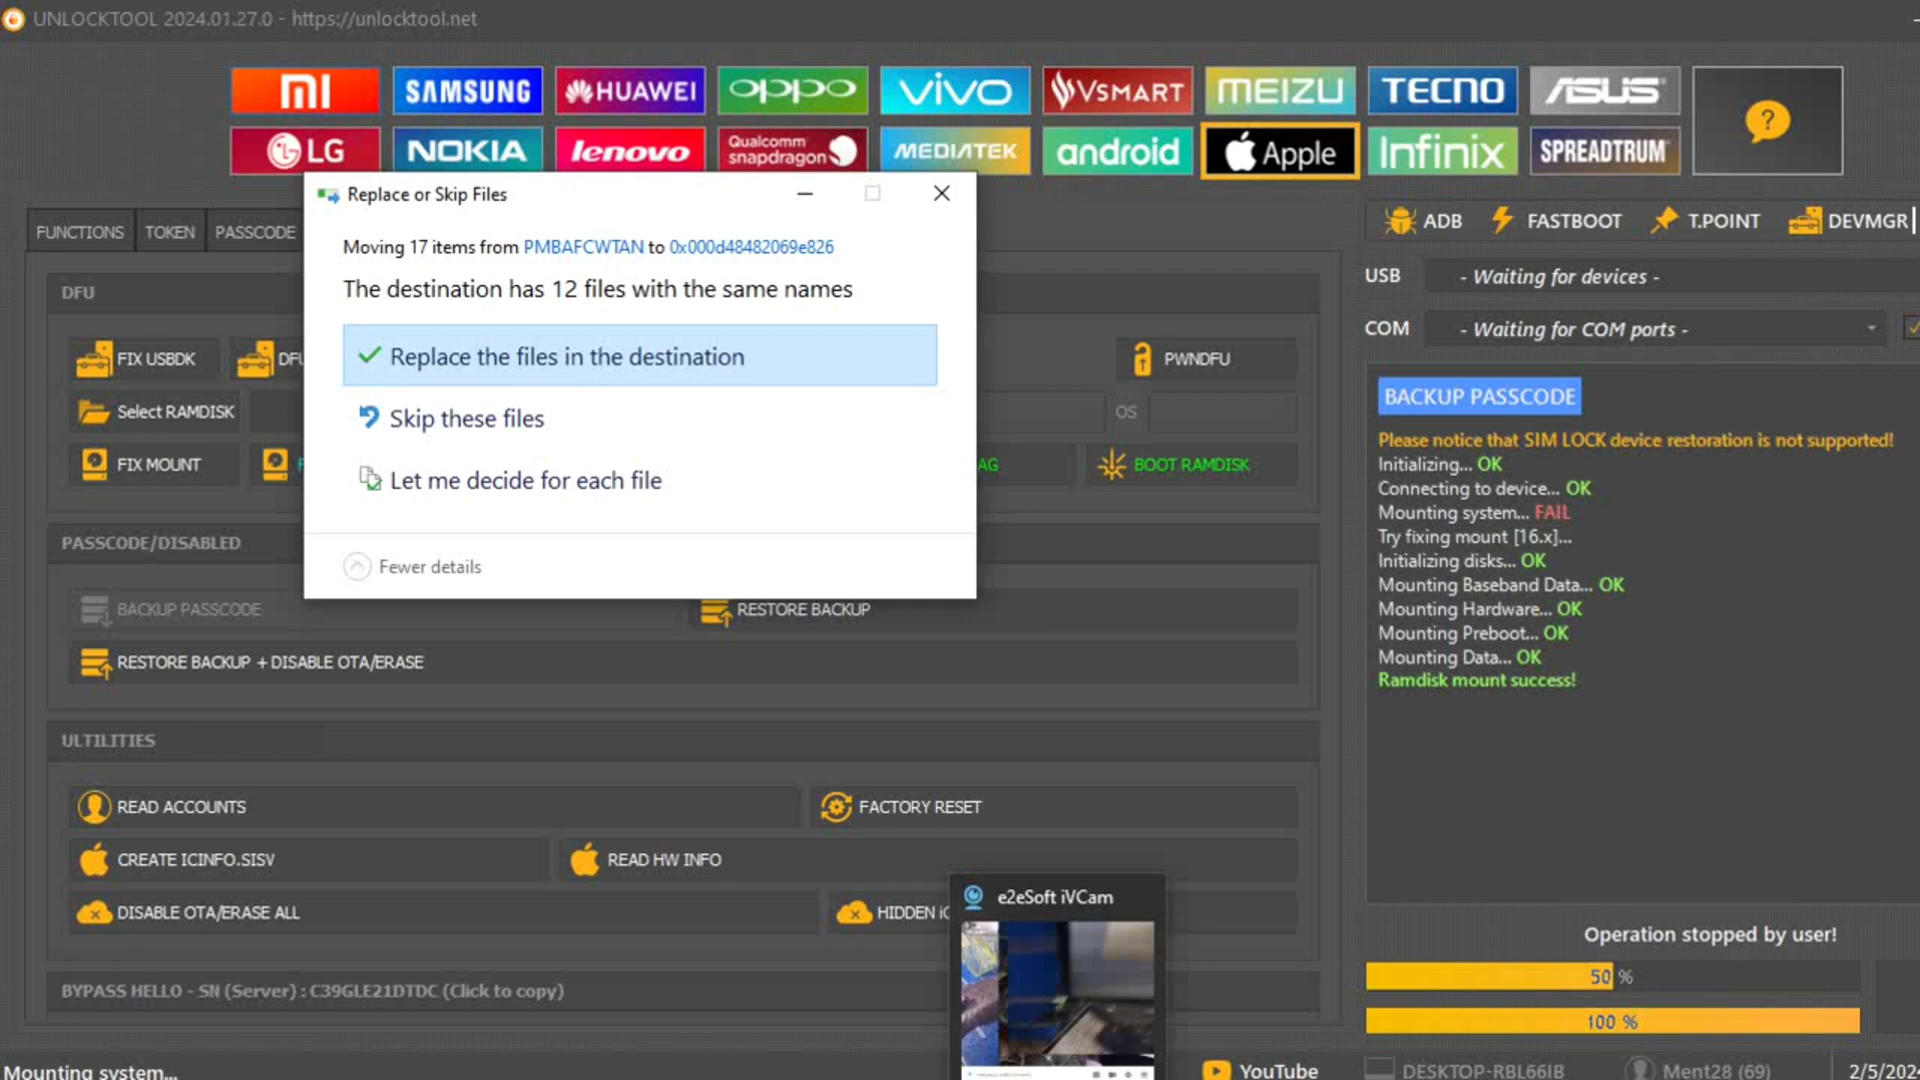 UNLOCKTOOL 2024.01.27.0 - https://unlocktool.net
MI SAMSUNG HUAWEI oppo vivo VSMART MEIZU TECNO ASUS ?
LG NOKIA lenovo Qualcomm snapdragon MEDIATEK android Apple Infinix SPREADTRUM
Replace or Skip Files
Moving 17 items from PMBAFCWTAN to 0x000d48482069e826
The destination has 12 files with the same names
Replace the files in the destination
Skip these files
Let me decide for each file
Fewer details
FUNCTIONS TOKEN PASSCODE
DFU
FIX USBDK DFU PWNDFU
Select RAMDISK OS
FIX MOUNT AG BOOT RAMDISK
PASSCODE/DISABLED
BACKUP PASSCODE RESTORE BACKUP
RESTORE BACKUP + DISABLE OTA/ERASE
ULTILITIES
READ ACCOUNTS FACTORY RESET
CREATE ICINFO.SISV READ HW INFO
DISABLE OTA/ERASE ALL HIDDEN
BYPASS HELLO - SN (Server) : C39GLE21DTDC (Click to copy)
e2eSoft iVCam
ADB FASTBOOT T.POINT DEVMGR
USB - Waiting for devices -
COM - Waiting for COM ports -
BACKUP PASSCODE
Please notice that SIM LOCK device restoration is not supported!
Initializing... OK
Connecting to device... OK
Mounting system... FAIL
Try fixing mount [16.x]...
Initializing disks... OK
Mounting Baseband Data... OK
Mounting Hardware... OK
Mounting Preboot... OK
Mounting Data... OK
Ramdisk mount success!
Operation stopped by user!
50 %
100 %
Mounting system... YouTube DESKTOP-RBL66IB Ment28 (69) 2/5/202